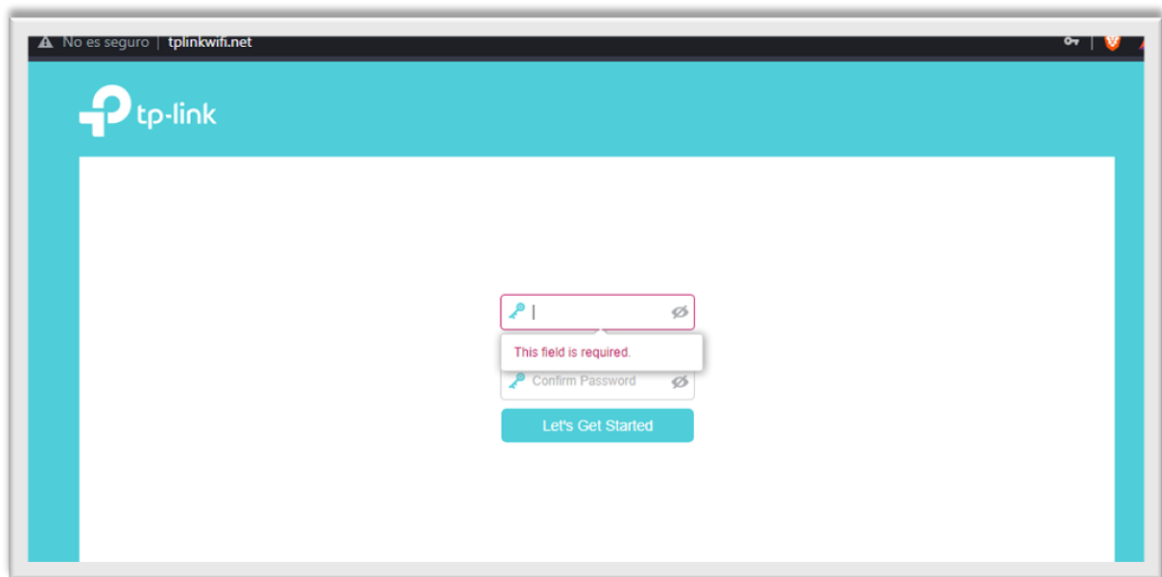 No es seguro | tplinkwifi.net
tp-link
This field is required.
Confirm Password
Let's Get Started